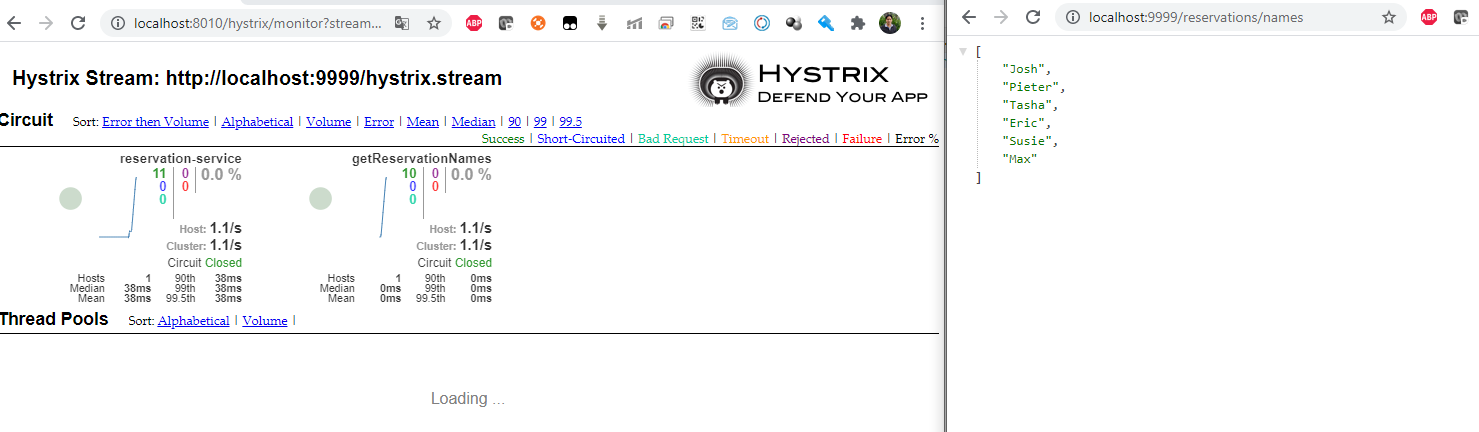 localhost:8010/hystrix/monitor?stream...
ABP
Hystrix Stream: http://localhost:9999/hystrix.stream
HYSTRIX
DEFEND YOUR APP
Circuit Sort: Error then Volume | Alphabetical | Volume | Error | Mean | Median | 90 | 99 | 99.5
Success | Short-Circuited | Bad Request | Timeout | Rejected | Failure | Error %
reservation-service
11 0 0.0 %
0 0
0
Host: 1.1/s
Cluster: 1.1/s
Circuit Closed
Hosts 1 90th 38ms
Median 38ms 99th 38ms
Mean 38ms 99.5th 38ms
getReservationNames
10 0 0.0 %
0 0
0
Host: 1.1/s
Cluster: 1.1/s
Circuit Closed
Hosts 1 90th 0ms
Median 0ms 99th 0ms
Mean 0ms 99.5th 0ms
Thread Pools Sort: Alphabetical | Volume |
Loading ...
localhost:9999/reservations/names
ABP
[
"Josh",
"Pieter",
"Tasha",
"Eric",
"Susie",
"Max"
]